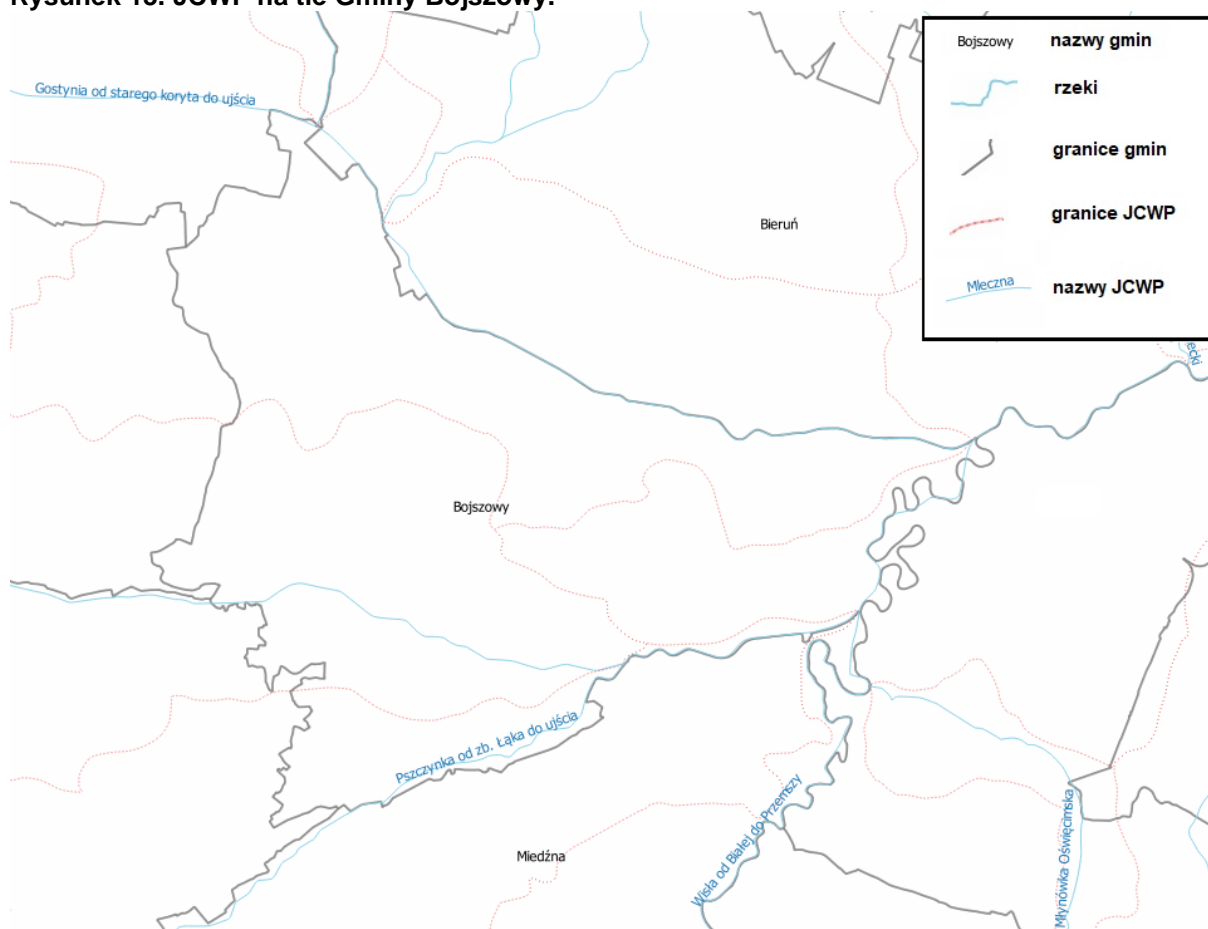 Rysunek 13. JCWP na tle Gminy Bojszowy.
Bojszowy nazwy gmin
rzeki
granice gmin
granice JCWP
Mleczna nazwy JCWP
Gostynia od starego koryta do ujścia
Bieruń
ecki
Bojszowy
Pszczynka od zb. Łąka do ujścia
Miedźna
Wisła od Białej do Przemszy
Młynówka Oświęcimska